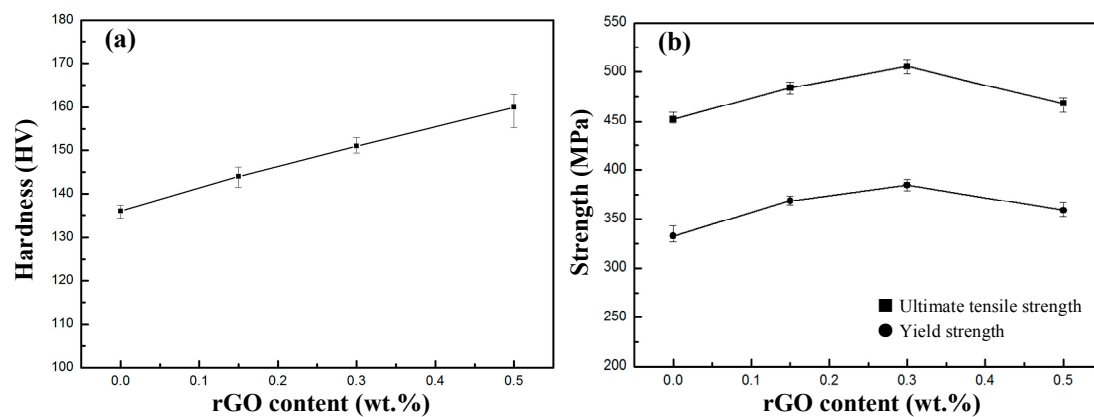 (a)
Hardness (HV)
180
170
160
150
140
130
120
110
100
0.0 0.1 0.2 0.3 0.4 0.5
rGO content (wt.%)
(b)
Strength (MPa)
550
500
450
400
350
300
250
200
Ultimate tensile strength
Yield strength
0.0 0.1 0.2 0.3 0.4 0.5
rGO content (wt.%)